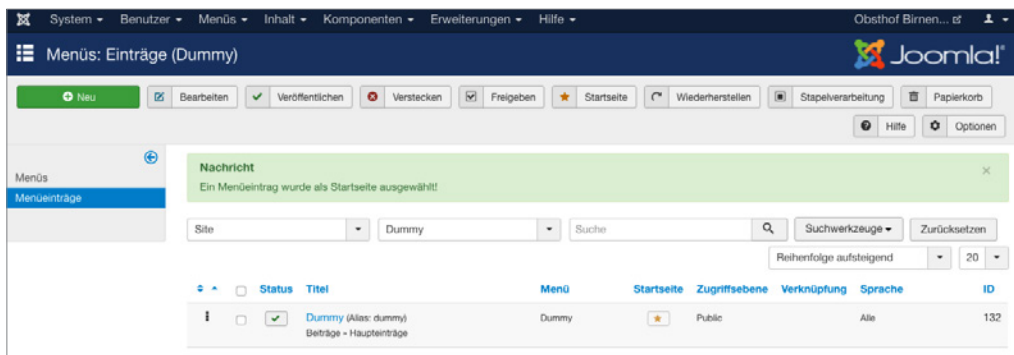 System Benutzer Menüs Inhalt Komponenten Erweiterungen Hilfe Obsthof Birnen...
Menüs: Einträge (Dummy) Joomla!
Neu Bearbeiten Veröffentlichen Verstecken Freigeben Startseite Wiederherstellen Stapelverarbeitung Papierkorb
Hilfe Optionen
Menüs
Menüeinträge
Nachricht
Ein Menüeintrag wurde als Startseite ausgewählt!
Site Dummy Suche Suchwerkzeuge Zurücksetzen
Reihenfolge aufsteigend 20
Status Titel Menü Startseite Zugriffsebene Verknüpfung Sprache ID
Dummy (Alias: dummy) Dummy Public Alle 132
Beiträge » Haupteinträge